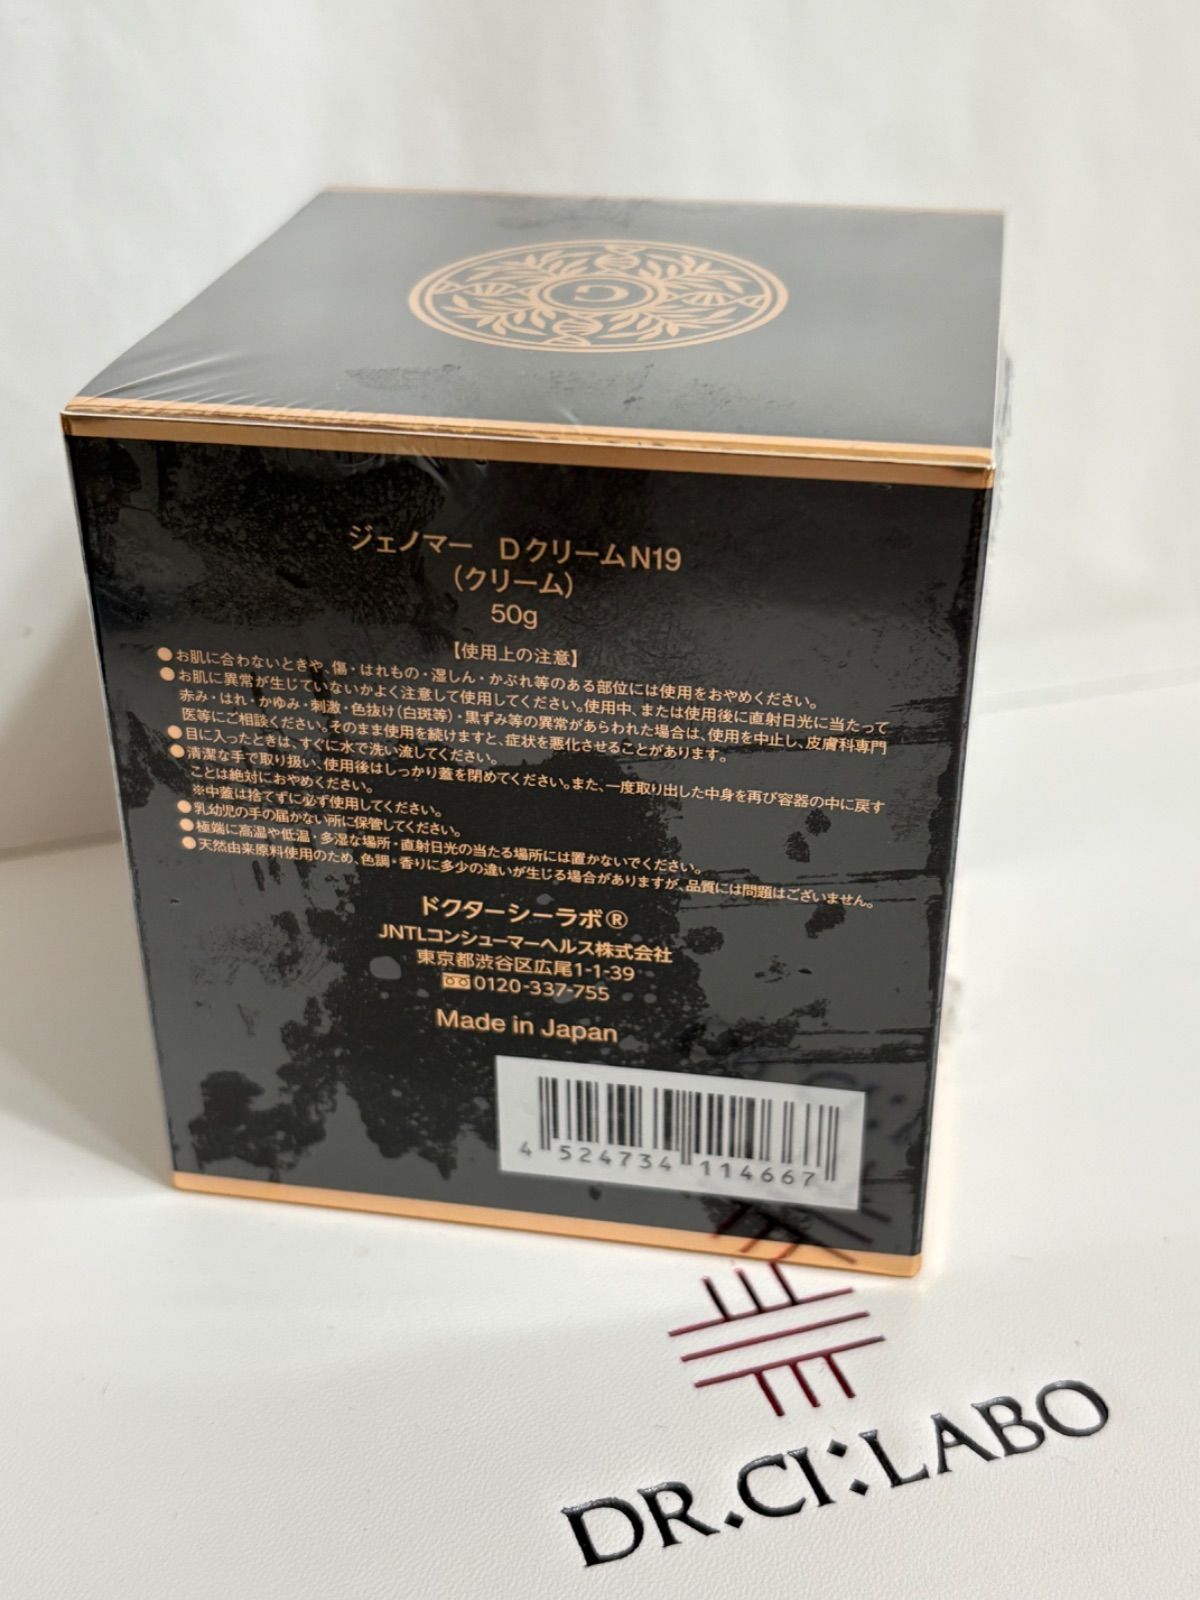 G
ジェノマー Dクリーム N19
(クリーム)
50g
【使用上の注意】
●お肌に合わないときや、傷・はれもの・湿しん・かぶれ等のある部位には使用をおやめください。
●お肌に異常が生じていないかよく注意して使用してください。使用中、または使用後に直射日光に当たって
赤み・はれ・かゆみ・刺激・色抜け(白斑等)・黒ずみ等の異常があらわれた場合は、使用を中止し、皮膚科専門
医等にご相談ください。そのまま使用を続けますと、症状を悪化させることがあります。
●目に入ったときは、すぐに水で洗い流してください。
●清潔な手で取り扱い、使用後はしっかり蓋を閉めてください。また、一度取り出した中身を再び容器の中に戻す
ことは絶対におやめください。
※中蓋は捨てずに必ず使用してください。
●乳幼児の手の届かない所に保管してください。
●極端に高温や低温・多湿な場所・直射日光の当たる場所には置かないでください。
●天然由来原料使用のため、色調・香りに多少の違いが生じる場合がありますが、品質には問題はございません。
ドクターシーラボ®
JNTLコンシューマーヘルス株式会社
東京都渋谷区広尾1-1-39
0120-337-755
Made in Japan
4 524734 114667
DR.CI:LABO